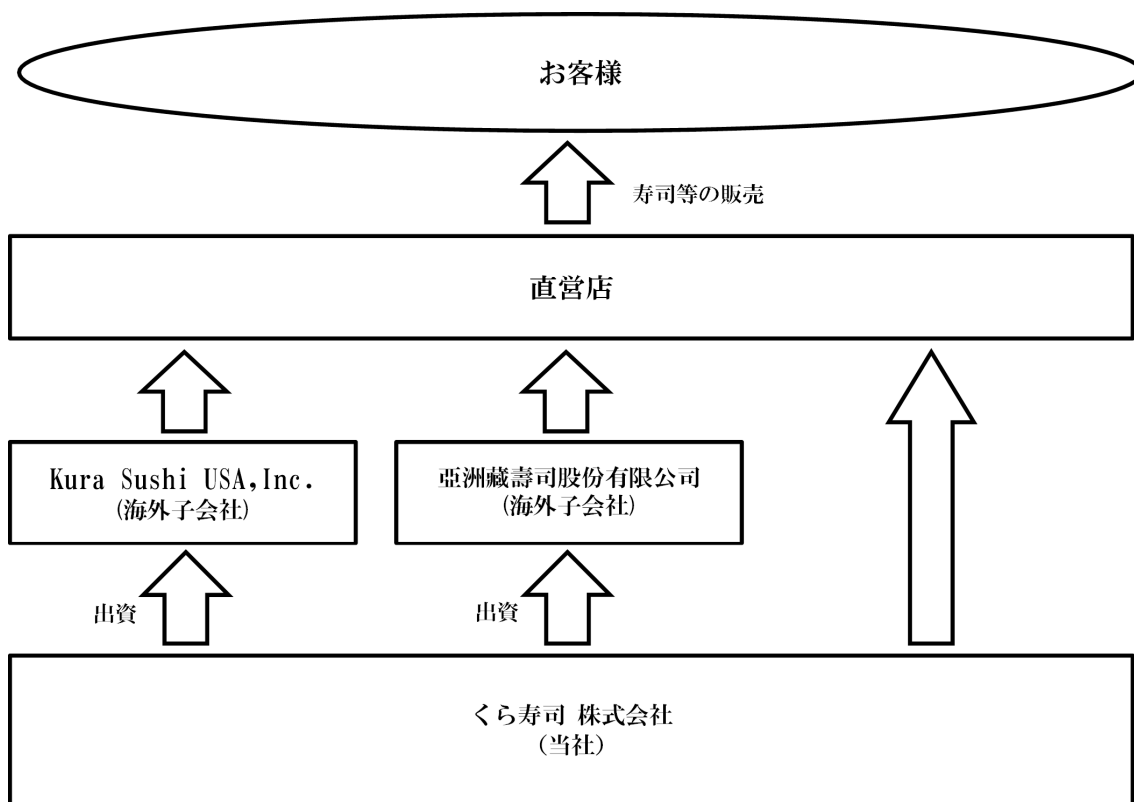 お客様
寿司等の販売
直営店
Kura Sushi USA,Inc.
(海外子会社)
亞洲藏壽司股份有限公司
(海外子会社)
出資
出資
くら寿司 株式会社
(当社)